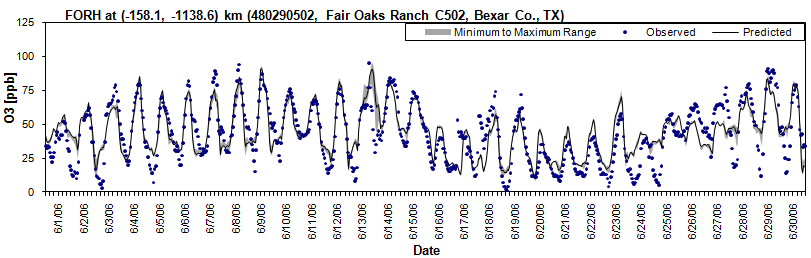 FORH at (-158.1, -1138.6) km (480290502, Fair Oaks Ranch C502, Bexar Co., TX)
Minimum to Maximum Range Observed Predicted
O3 [ppb]
125
100
75
50
25
0
6/1/06 6/2/06 6/3/06 6/4/06 6/5/06 6/6/06 6/7/06 6/8/06 6/9/06 6/10/06 6/11/06 6/12/06 6/13/06 6/14/06 6/15/06 6/16/06 6/17/06 6/18/06 6/19/06 6/20/06 6/21/06 6/22/06 6/23/06 6/24/06 6/25/06 6/26/06 6/27/06 6/28/06 6/29/06 6/30/06
Date